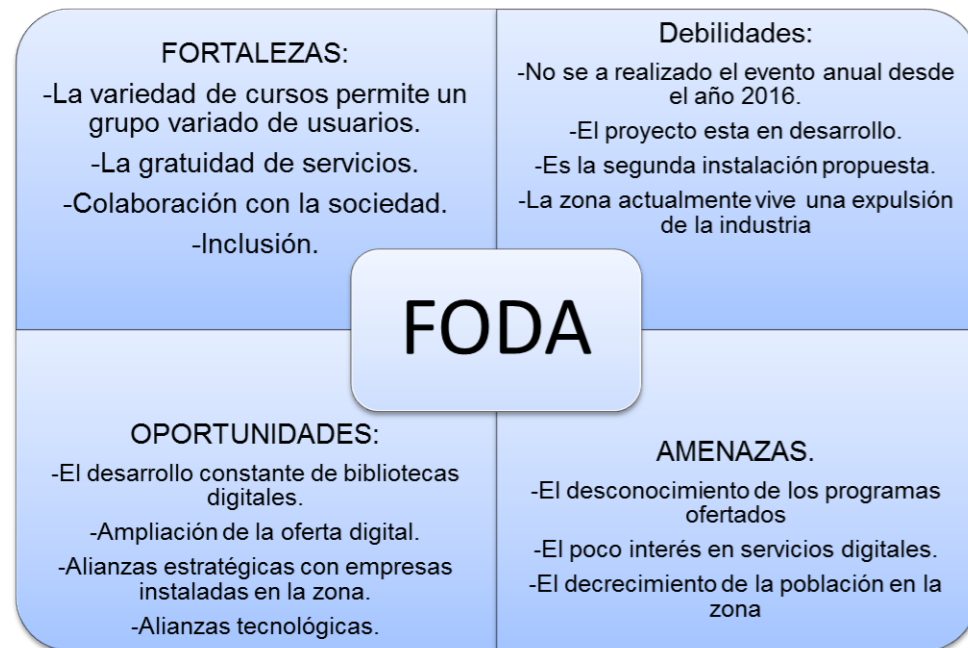 FORTALEZAS:
-La variedad de cursos permite un
grupo variado de usuarios.
-La gratuidad de servicios.
-Colaboración con la sociedad.
-Inclusión.
Debilidades:
-No se a realizado el evento anual desde
el año 2016.
-El proyecto esta en desarrollo.
-Es la segunda instalación propuesta.
-La zona actualmente vive una expulsión
de la industria
FODA
OPORTUNIDADES:
-El desarrollo constante de bibliotecas
digitales.
-Ampliación de la oferta digital.
-Alianzas estratégicas con empresas
instaladas en la zona.
-Alianzas tecnológicas.
AMENAZAS.
-El desconocimiento de los programas
ofertados
-El poco interés en servicios digitales.
-El decrecimiento de la población en la
zona